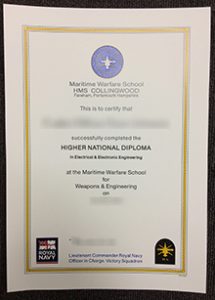 Maritime Warfare School
HMS COLLINGWOOD
Fareham, Portsmouth Hampshire
This is to certify that
successfully completed the
HIGHER NATIONAL DIPLOMA
in Electrical & Electronic Engineering
at the Maritime Warfare School
for
Weapons & Engineering
on
ROYAL
NAVY
Lieutenant Commander Royal Navy
Officer in Charge, Victory Squadron